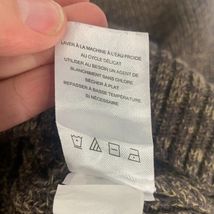 LAVER À LA MACHINE À L'EAU FROIDE
AU CYCLE DÉLICAT
UTILISER AU BESOIN UN AGENT DE
BLANCHIMENT SANS CHLORE
SÉCHER À PLAT
REPASSER À BASSE TEMPÉRATURE
SI NÉCESSAIRE